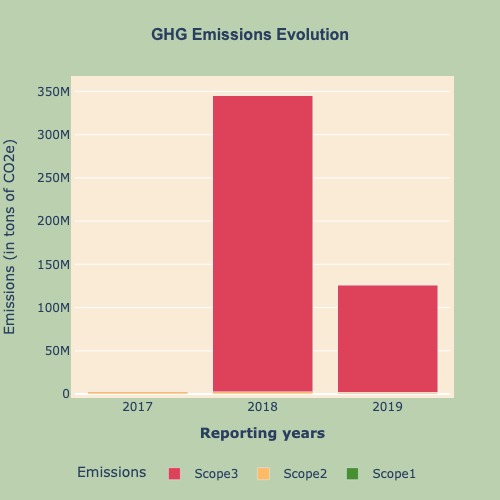 GHG Emissions Evolution
Emissions (in tons of CO2e)
350M
300M
250M
200M
150M
100M
50M
0
2017 2018 2019
Reporting years
Emissions Scope3 Scope2 Scope1